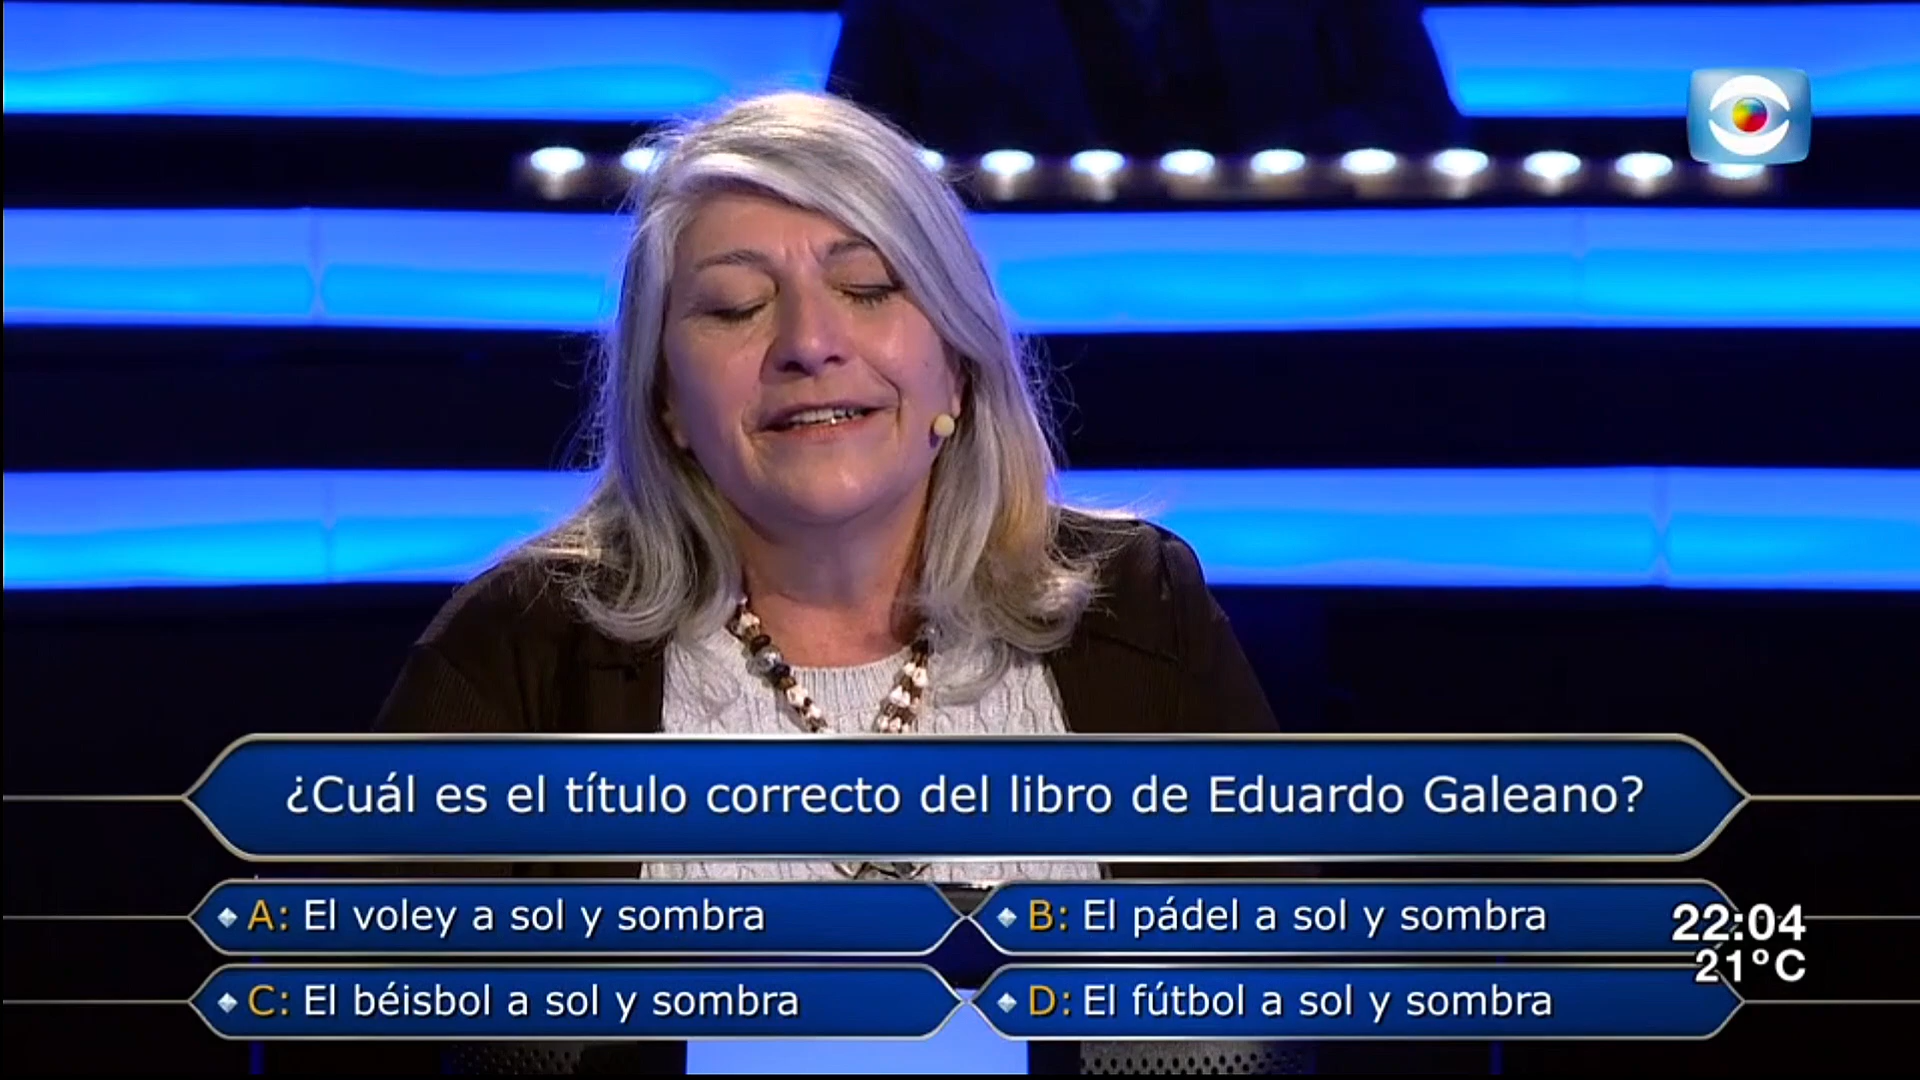 ¿Cuál es el título correcto del libro de Eduardo Galeano?
A: El voley a sol y sombra
B: El pádel a sol y sombra
C: El béisbol a sol y sombra
D: El fútbol a sol y sombra
22:04
21°C